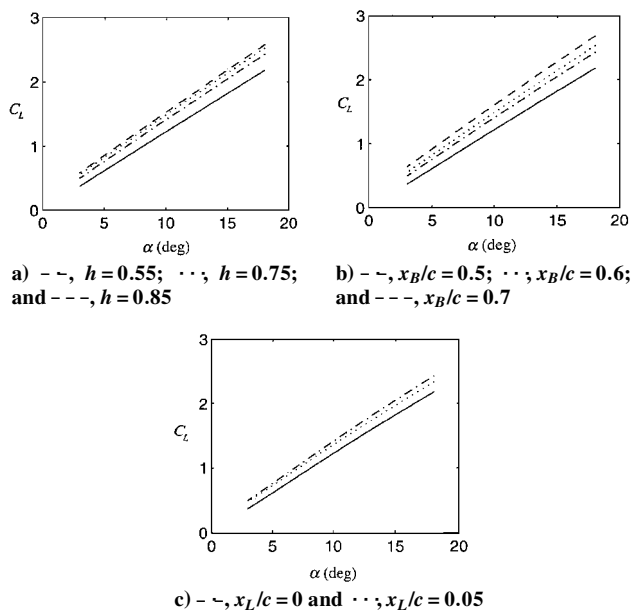 3
3
2
2
C_L
C_L
1
1
0
0
0 5 10 15 20
0 5 10 15 20
α (deg)
α (deg)
a) – · –, h = 0.55; · · ·, h = 0.75;
and – – –, h = 0.85
b) – · –, x_B/c = 0.5; · · ·, x_B/c = 0.6;
and – – –, x_B/c = 0.7
3
2
C_L
1
0
0 5 10 15 20
α (deg)
c) – · –, x_L/c = 0 and · · ·, x_L/c = 0.05